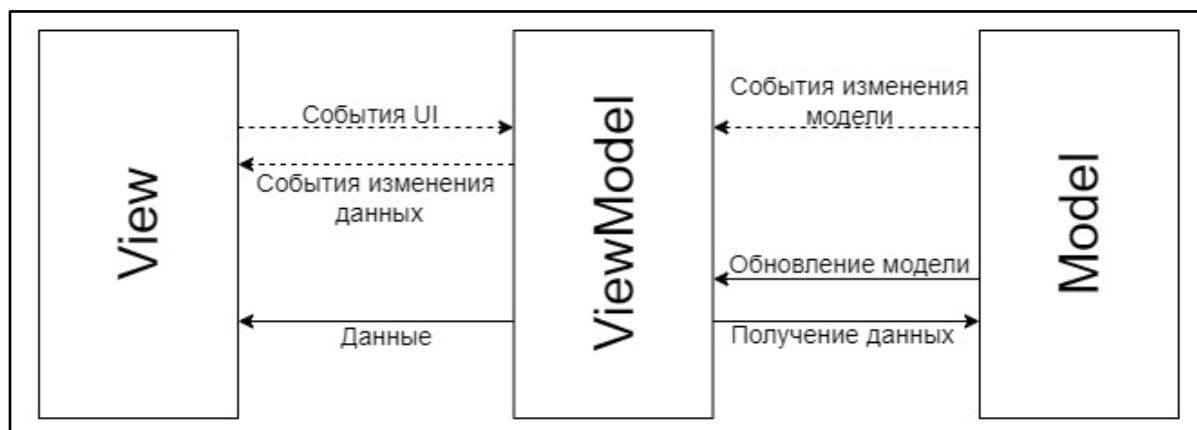 View
События UI
События изменения
данных
Данные
ViewModel
События изменения
модели
Обновление модели
Получение данных
Model